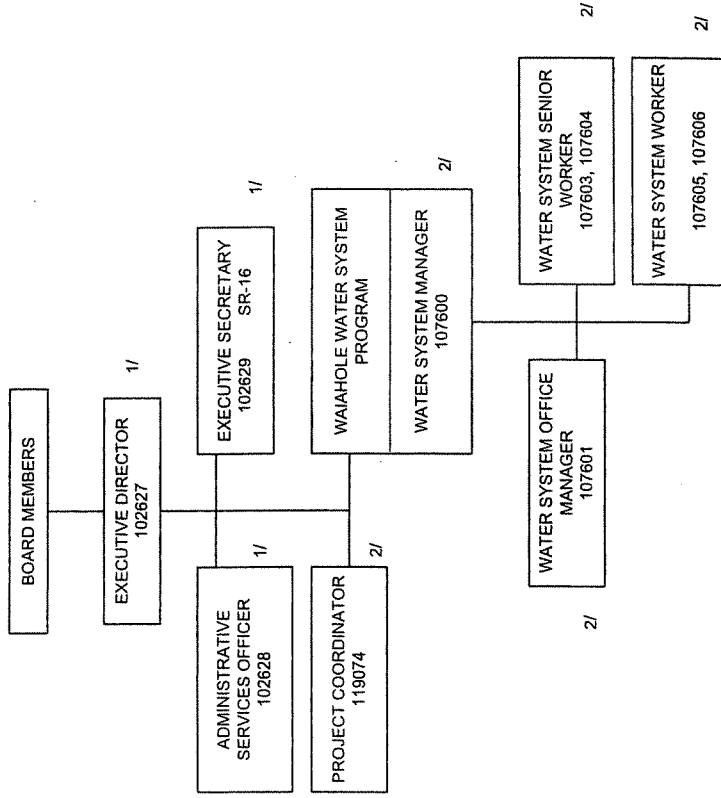 BOARD MEMBERS
EXECUTIVE DIRECTOR
102627
1/
ADMINISTRATIVE
SERVICES OFFICER
102628
1/
EXECUTIVE SECRETARY
102629 SR-16
1/
PROJECT COORDINATOR
119074
2/
WAIAHOLE WATER SYSTEM
PROGRAM
WATER SYSTEM MANAGER
107600
2/
WATER SYSTEM OFFICE
MANAGER
107601
2/
WATER SYSTEM SENIOR
WORKER
107603, 107604
2/
WATER SYSTEM WORKER
107605, 107606
2/